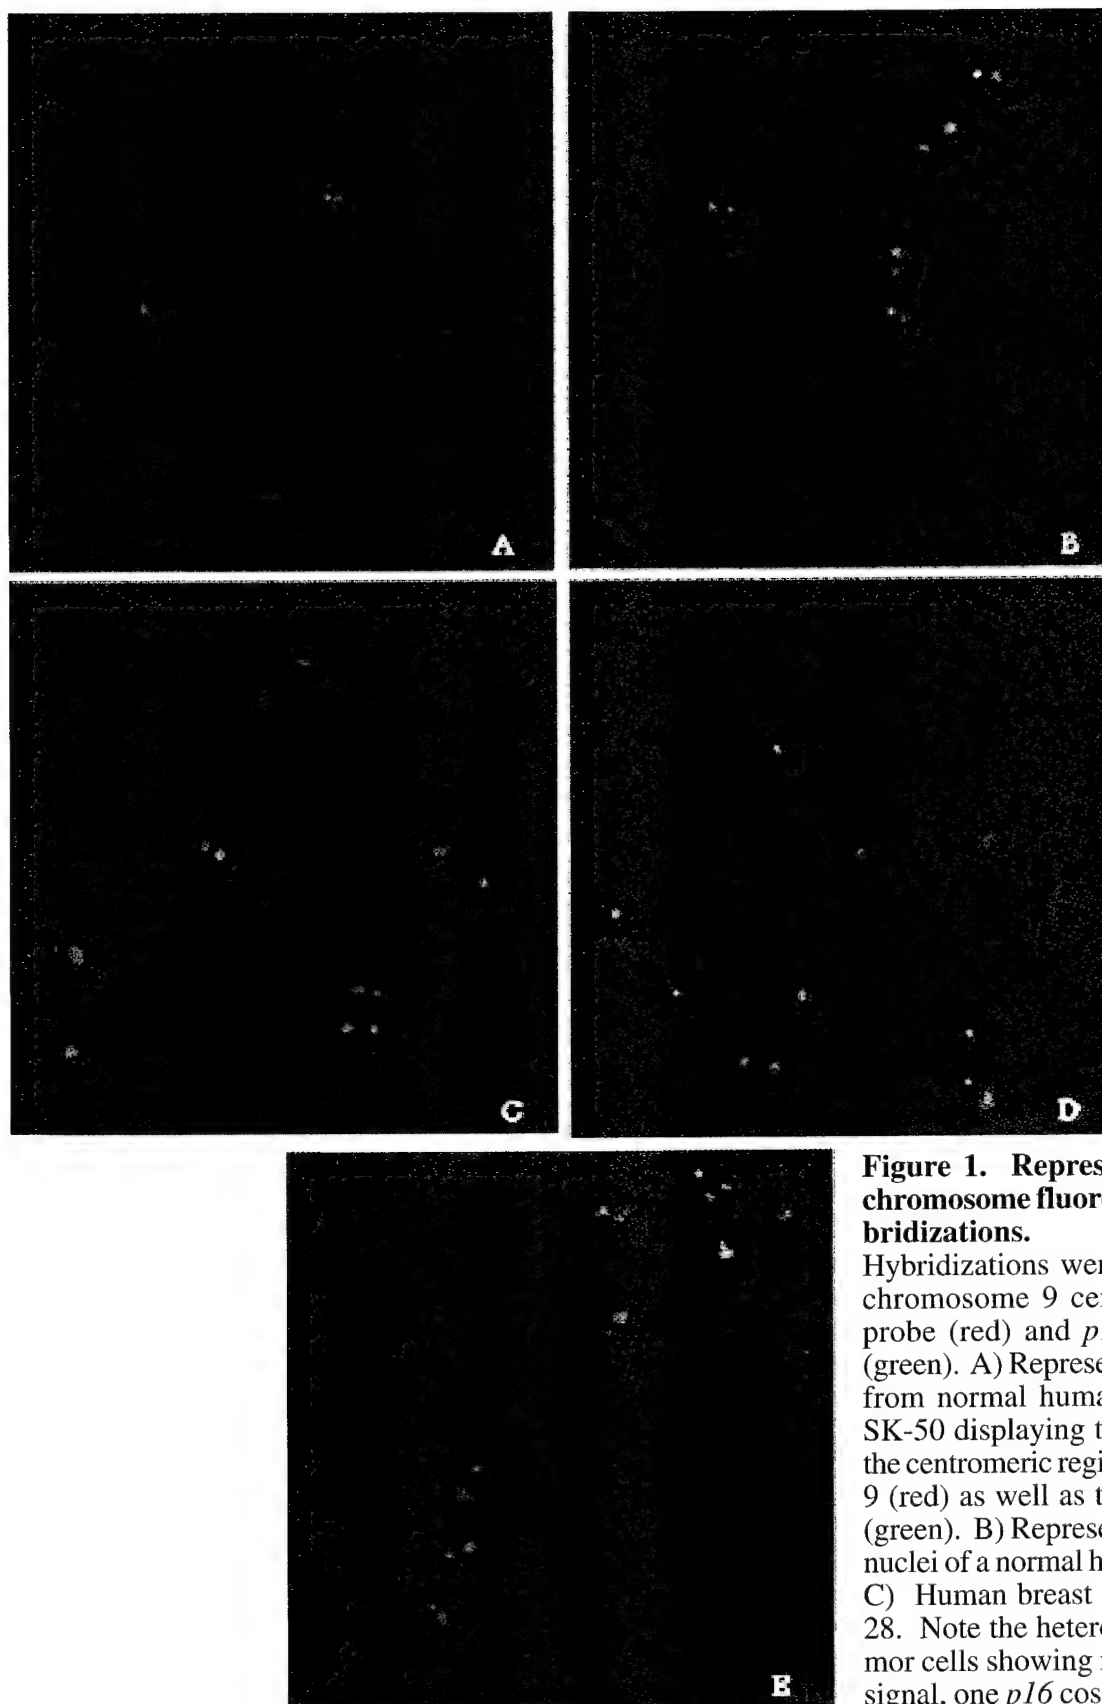 A
B
C
D
E
Figure 1. Repres
chromosome fluor
bridizations.
Hybridizations wer
chromosome 9 cer
probe (red) and p
(green). A) Represe
from normal huma
SK-50 displaying t
the centromeric regi
9 (red) as well as t
(green). B) Represe
nuclei of a normal h
C) Human breast
28. Note the heter
mor cells showing
signal, one p16 cos